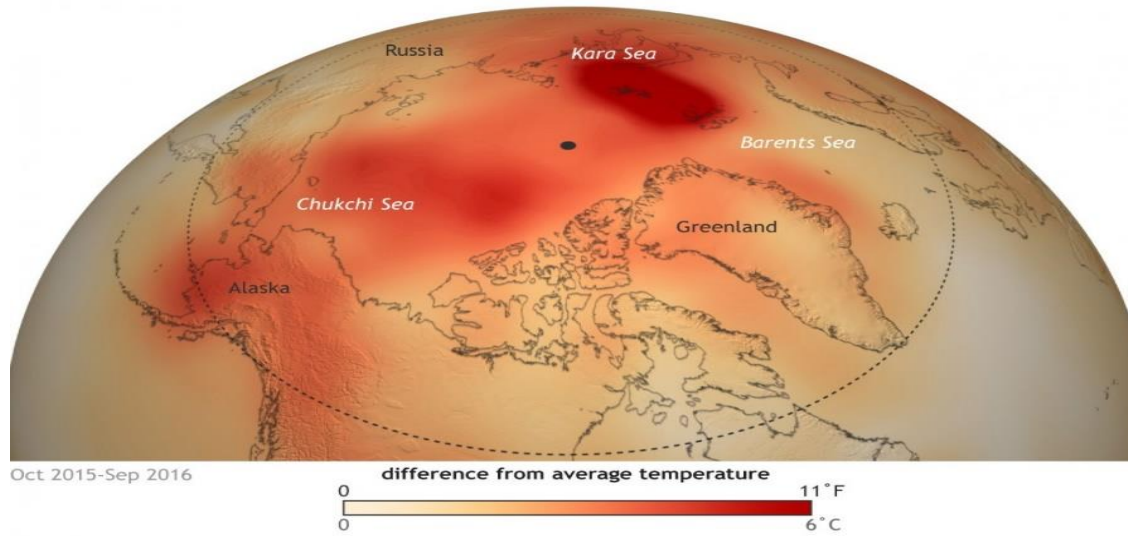 Russia
Kara Sea
Barents Sea
Chukchi Sea
Greenland
Alaska
Oct 2015-Sep 2016
difference from average temperature
0 11°F
0 6°C